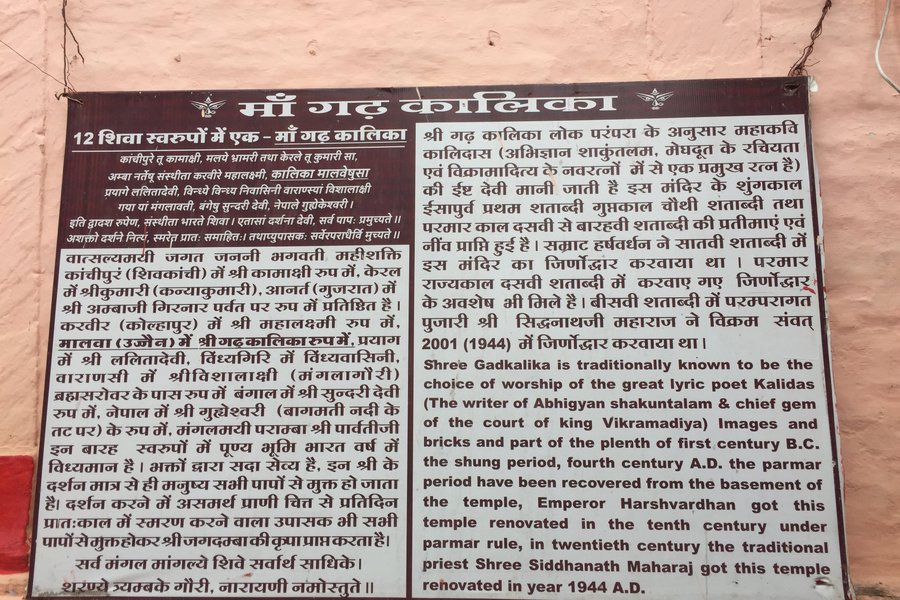 माँ गढ़ कालिका
12 शिवा स्वरुपों में एक - माँ गढ़ कालिका
कांचीपुरे तू कामाक्षी, मलये भ्रामरी तथा केरले तू कुमारी सा,
अम्बा नर्तेषू संस्थीता करवीरे महालक्ष्मी, कालिका मालवेषुसा
प्रयागे ललितादेवी, विन्ध्ये विन्ध्य निवासिनी वाराण्स्यां विशालाक्षी
गया यां मंगलावती, बंगेषु सुन्दरी देवी, नेपाले गुह्येकेश्वरी।
इत्ति द्वादश रुपेण, संस्थीता भारते शिवा। एतासां दर्शना देवी, सर्व पापः प्रमुच्यते॥
अशक्तो दर्शने नित्यं, स्मरेत प्रातः समाहितः। तथाप्युपासकः सर्वेरपराधैर्वि मुच्यते॥
वात्सल्यमयी जगत जननी भगवती महीशक्ति
कांचीपुरं (शिवकांची) में श्री कामाक्षी रुप में, केरल
में श्रीकुमारी (कन्याकुमारी), आनर्त (गुजरात) में
श्री अम्बाजी गिरनार पर्वत पर रुप में प्रतिष्ठित है।
करवीर (कोल्हापुर) में श्री महालक्ष्मी रुप में,
मालवा (उज्जैन) में श्री गढ़ कालिका रुप में, प्रयाग
में श्री ललितादेवी, विंध्यगिरि में विंध्यवासिनी,
वाराणसी में श्रीविशालाक्षी (मंगलागौरी)
ब्रह्मसरोवर के पास रुप में बंगाल में श्री सुन्दरी देवी
रुप में, नेपाल में श्री गुह्येश्वरी (बागमती नदी के
तट पर) के रुप में, मंगलमयी पराम्बा श्री पार्वतीजी
इन बारह स्वरुपों में पूण्य भूमि भारत वर्ष में
विध्यमान है। भक्तों द्वारा सदा सेव्य है, इन श्री के
दर्शन मात्र से ही मनुष्य सभी पापों से मुक्त हो जाता
है। दर्शन करने में असमर्थ प्राणी चित्त से प्रतिदिन
प्रातःकाल में स्मरण करने वाला उपासक भी सभी
पापों से मुक्त होकर श्री जगदम्बा की कृपा प्राप्त करता है।
सर्व मंगल मांगल्ये शिवे सर्वार्थ साधिके।
शरण्ये त्र्यम्बके गौरी, नारायणी नमोस्तुते॥
श्री गढ़ कालिका लोक परंपरा के अनुसार महाकवि
कालिदास (अभिज्ञान शाकुंतलम, मेघदूत के रचियता
एवं विक्रामादित्य के नवरत्नों में से एक प्रमुख रत्न है)
की ईष्ट देवी मानी जाती है इस मंदिर के शुंगकाल
ईसापुर्व प्रथम शताब्दी गुप्तकाल चौथी शंताब्दी तथा
परमार काल दसवी से बारहवी शताब्दी की प्रतीमाएं एवं
नींव प्राप्ति हुई है। सम्राट हर्षवर्धन ने सातवी शताब्दी में
इस मंदिर का जिर्णोद्धार करवाया था। परमार
राज्यकाल दसवी शताब्दी में करवाए गए जिर्णोद्धार
के अवशेष भी मिले है। बीसवी शताब्दी में परम्परागत
पुजारी श्री सिद्धनाथजी महाराज ने विक्रम संवत्
2001 (1944) में जिर्णोद्धार करवाया था।
Shree Gadkalika is traditionally known to be the
choice of worship of the great lyric poet Kalidas
(The writer of Abhigyan shakuntalam & chief gem
of the court of king Vikramadiya) Images and
bricks and part of the plenth of first century B.C.
the shung period, fourth century A.D. the parmar
period have been recovered from the basement of
the temple, Emperor Harshvardhan got this
temple renovated in the tenth century under
parmar rule, in twentieth century the traditional
priest Shree Siddhanath Maharaj got this temple
renovated in year 1944 A.D.